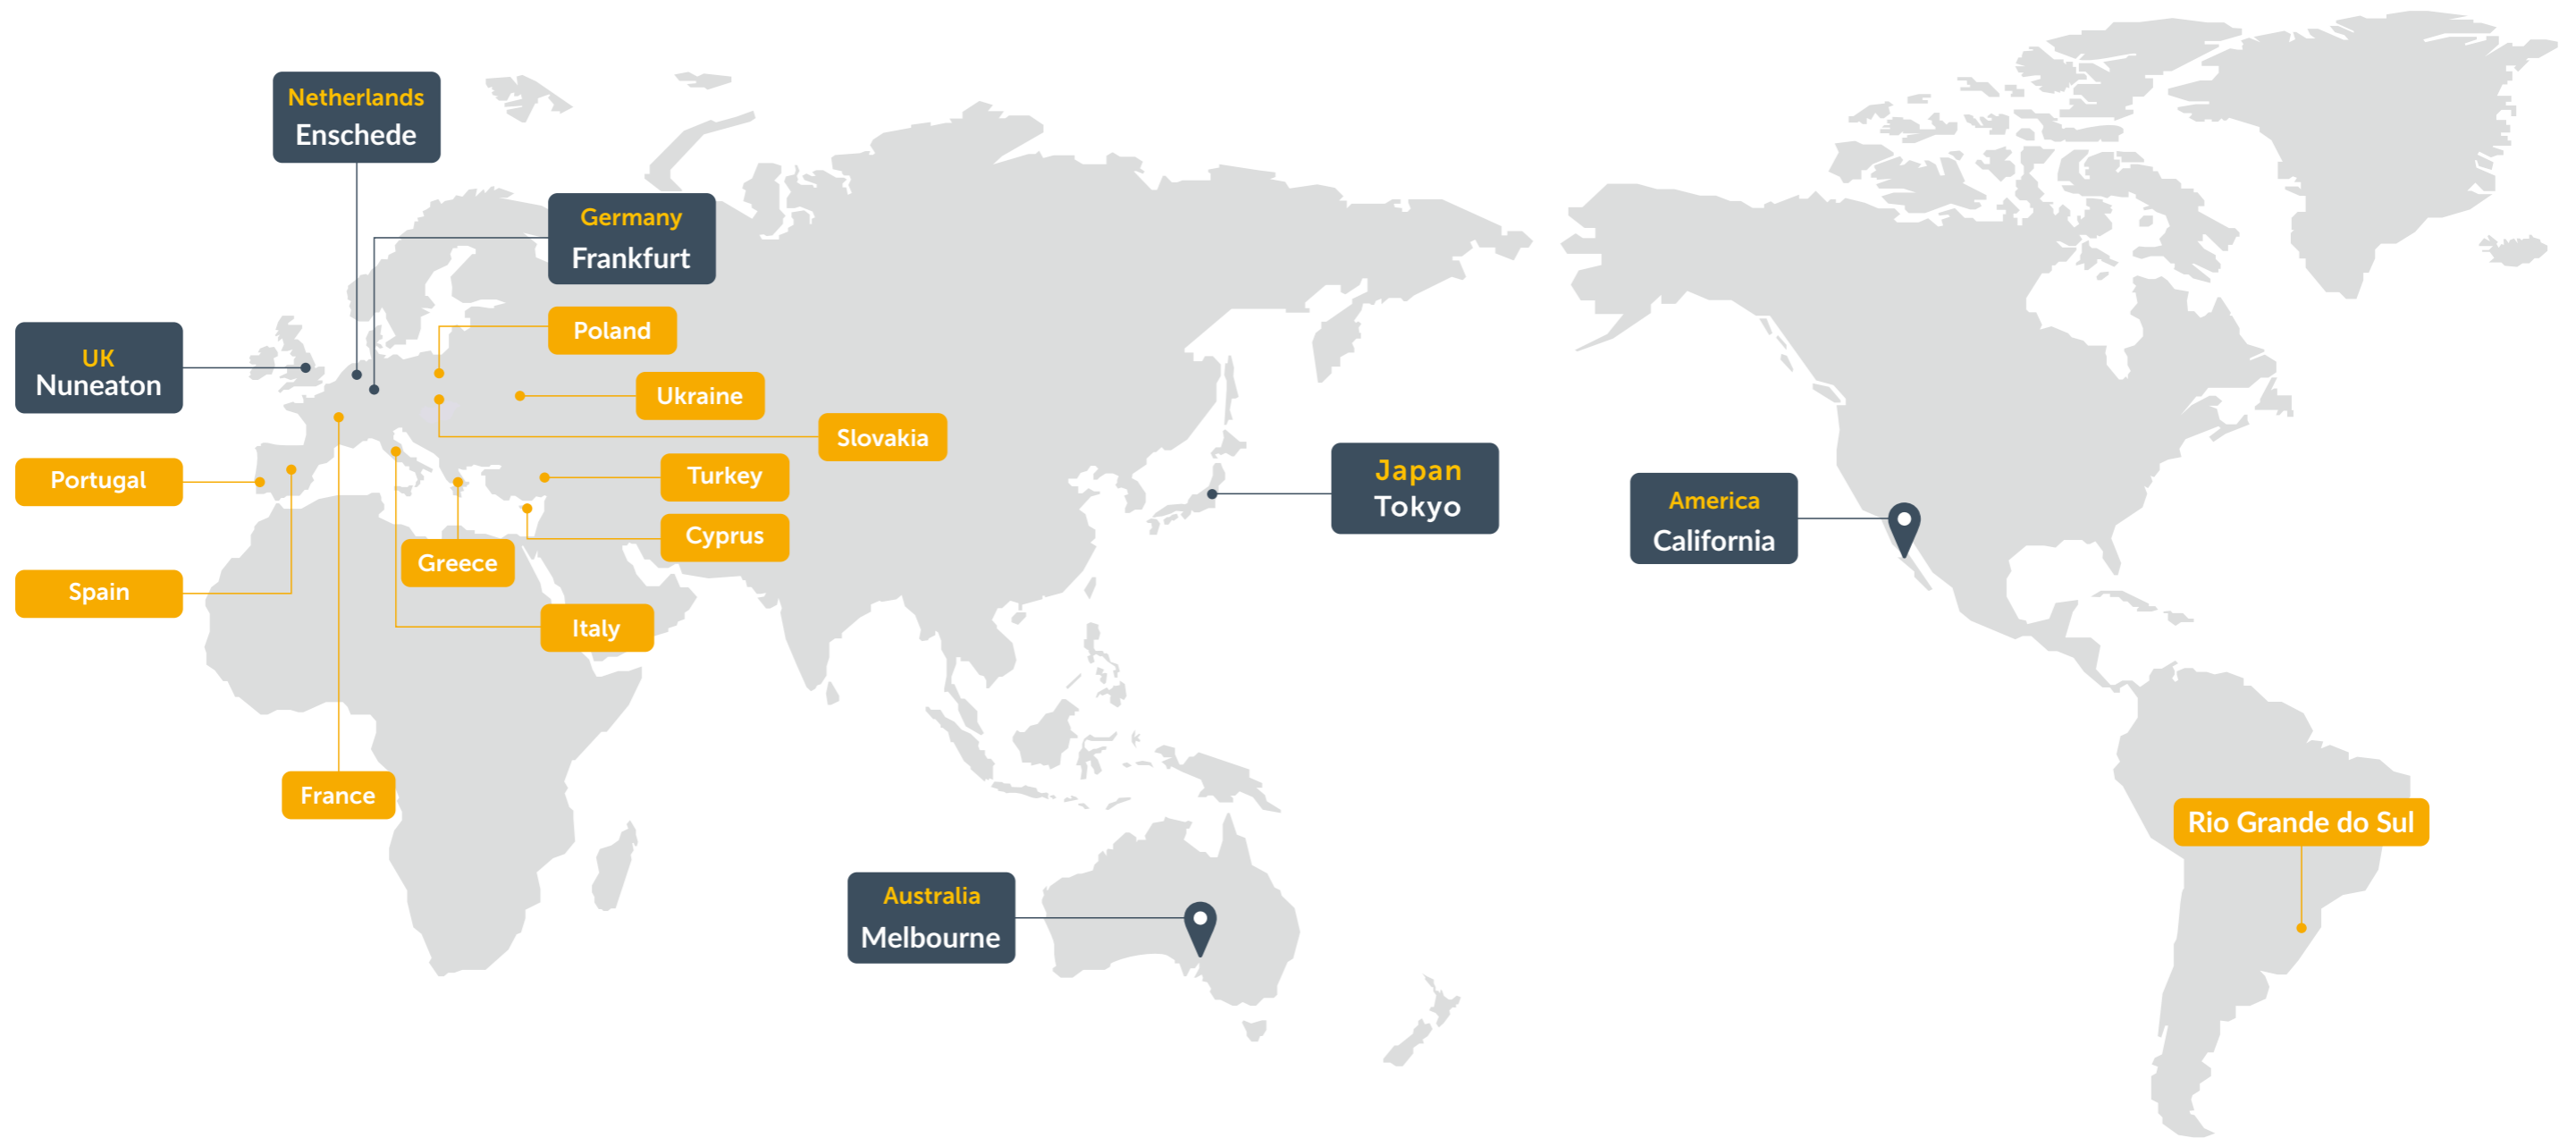 Netherlands
Enschede
Germany
Frankfurt
Poland
UK
Nuneaton
Ukraine
Slovakia
Portugal
Turkey
Japan
Tokyo
America
California
Cyprus
Greece
Spain
Italy
France
Rio Grande do Sul
Australia
Melbourne